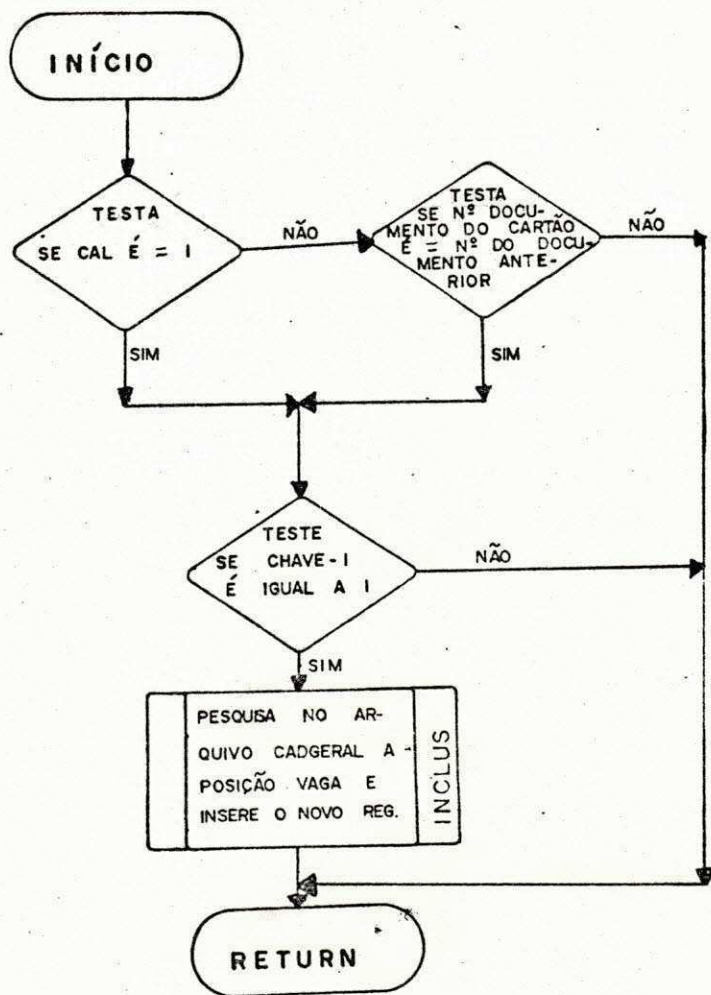 INÍCIO
TESTA
SE CAL É = 1
NÃO
TESTA
SE Nº DOCU-
MENTO DO CARTÃO
É = Nº DO DOCU-
MENTO ANTE-
RIOR
NÃO
SIM
SIM
TESTE
SE CHAVE-1
É IGUAL A 1
NÃO
SIM
PESQUISA NO AR-
QUIVO CADGERAL A -
POSIÇÃO VAGA E
INSERE O NOVO REG.
INCLUS
RETURN